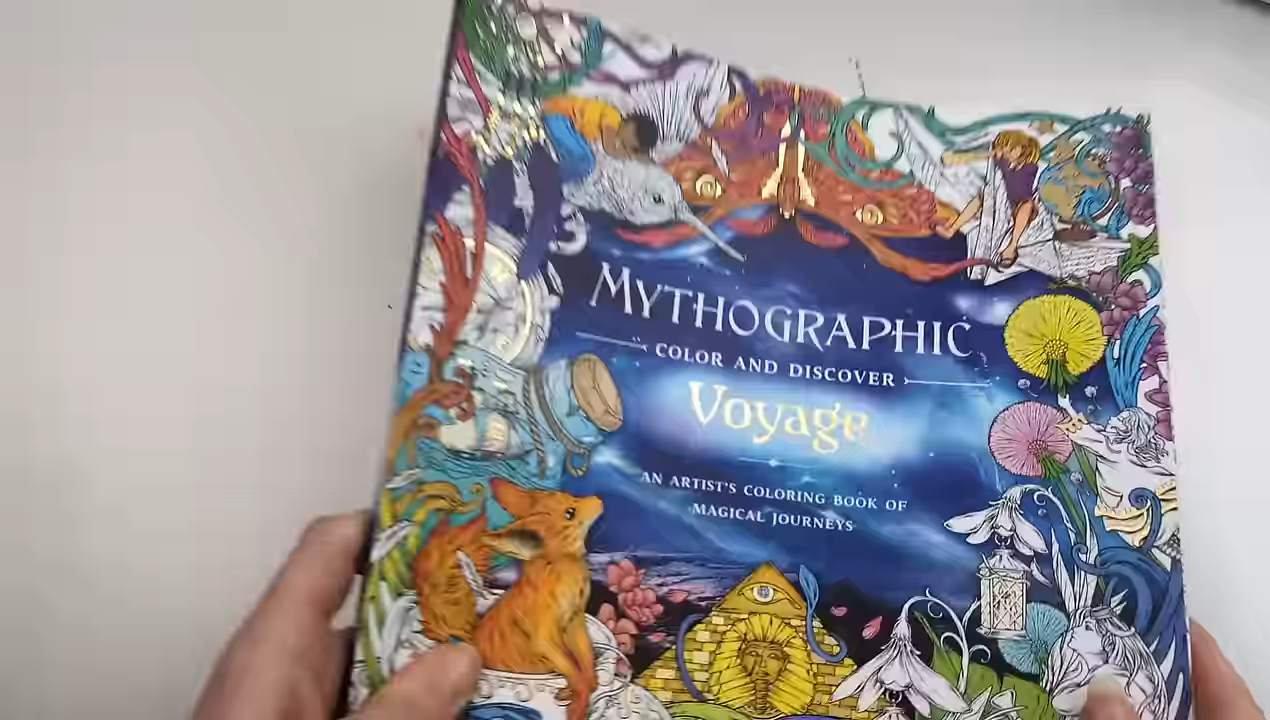 MYTHOGRAPHIC
COLOR AND DISCOVER
Voyage
AN ARTIST'S COLORING BOOK OF
MAGICAL JOURNEYS